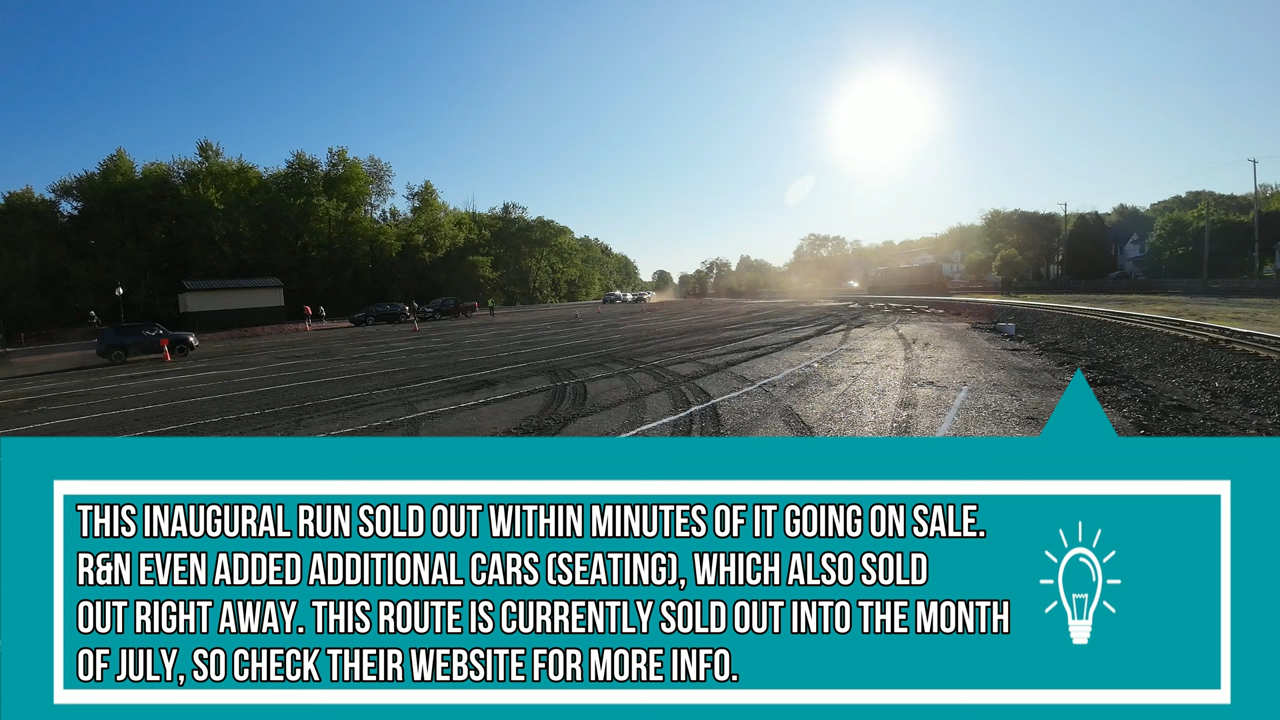 THIS INAUGURAL RUN SOLD OUT WITHIN MINUTES OF IT GOING ON SALE.
R&N EVEN ADDED ADDITIONAL CARS (SEATING), WHICH ALSO SOLD
OUT RIGHT AWAY. THIS ROUTE IS CURRENTLY SOLD OUT INTO THE MONTH
OF JULY, SO CHECK THEIR WEBSITE FOR MORE INFO.